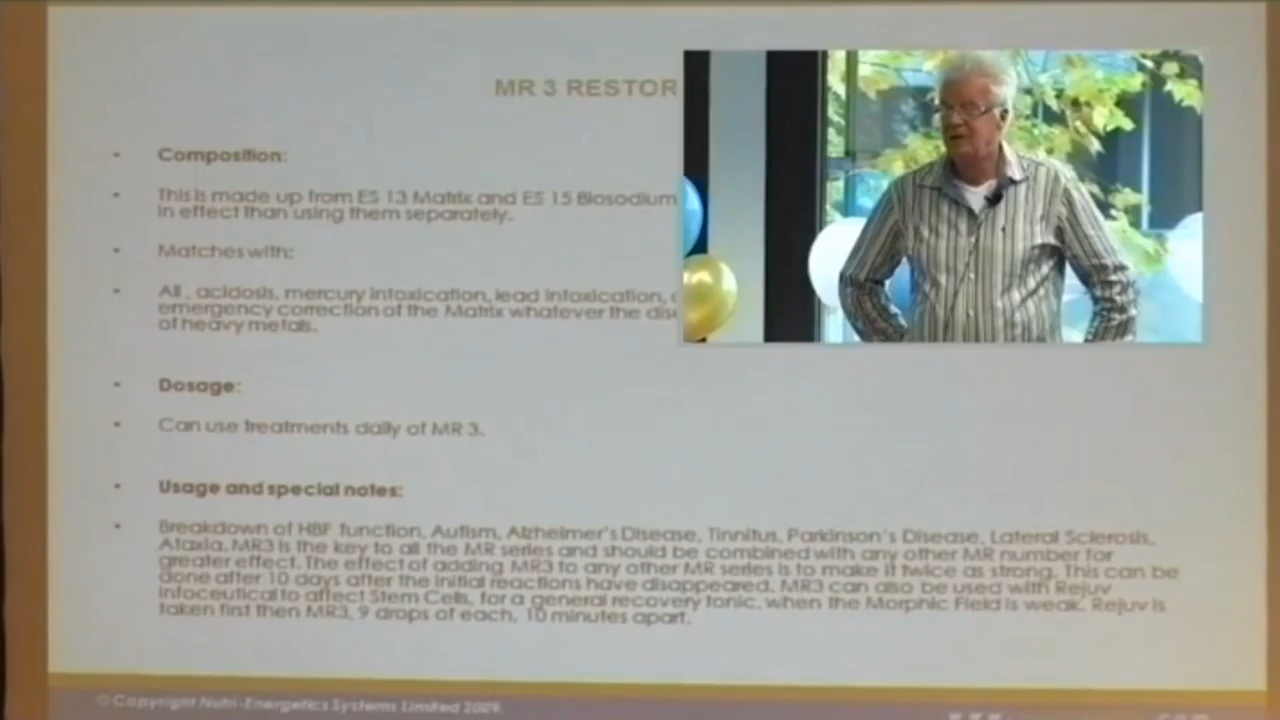 MR 3 RESTOR
Composition:
This is made up from ES 13 Matrix and ES 15 Biosodium
in effect than using them separately.
Matches with:
All , acidosis, mercury intoxication, lead intoxication,
emergency correction of the Matrix whatever the dis
of heavy metals.
Dosage:
Can use treatments daily of MR 3.
Usage and special notes:
Breakdown of HBF function, Autism, Alzheimer's Disease, Tinnitus, Parkinson's Disease, Lateral Sclerosis,
Ataxia. MR3 is the key to all the MR series and should be combined with any other MR number for
greater effect. The effect of adding MR3 to any other MR series is to make it twice as strong. This can be
done after 10 days after the initial reactions have disappeared. MR3 can also be used with Rejuv
Infoceutical to affect Stem Cells, for a general recovery tonic, when the Morphic Field is weak. Rejuv is
taken first then MR3, 9 drops of each, 10 minutes apart.
© Copyright Nutri-Energetics Systems Limited 2009.